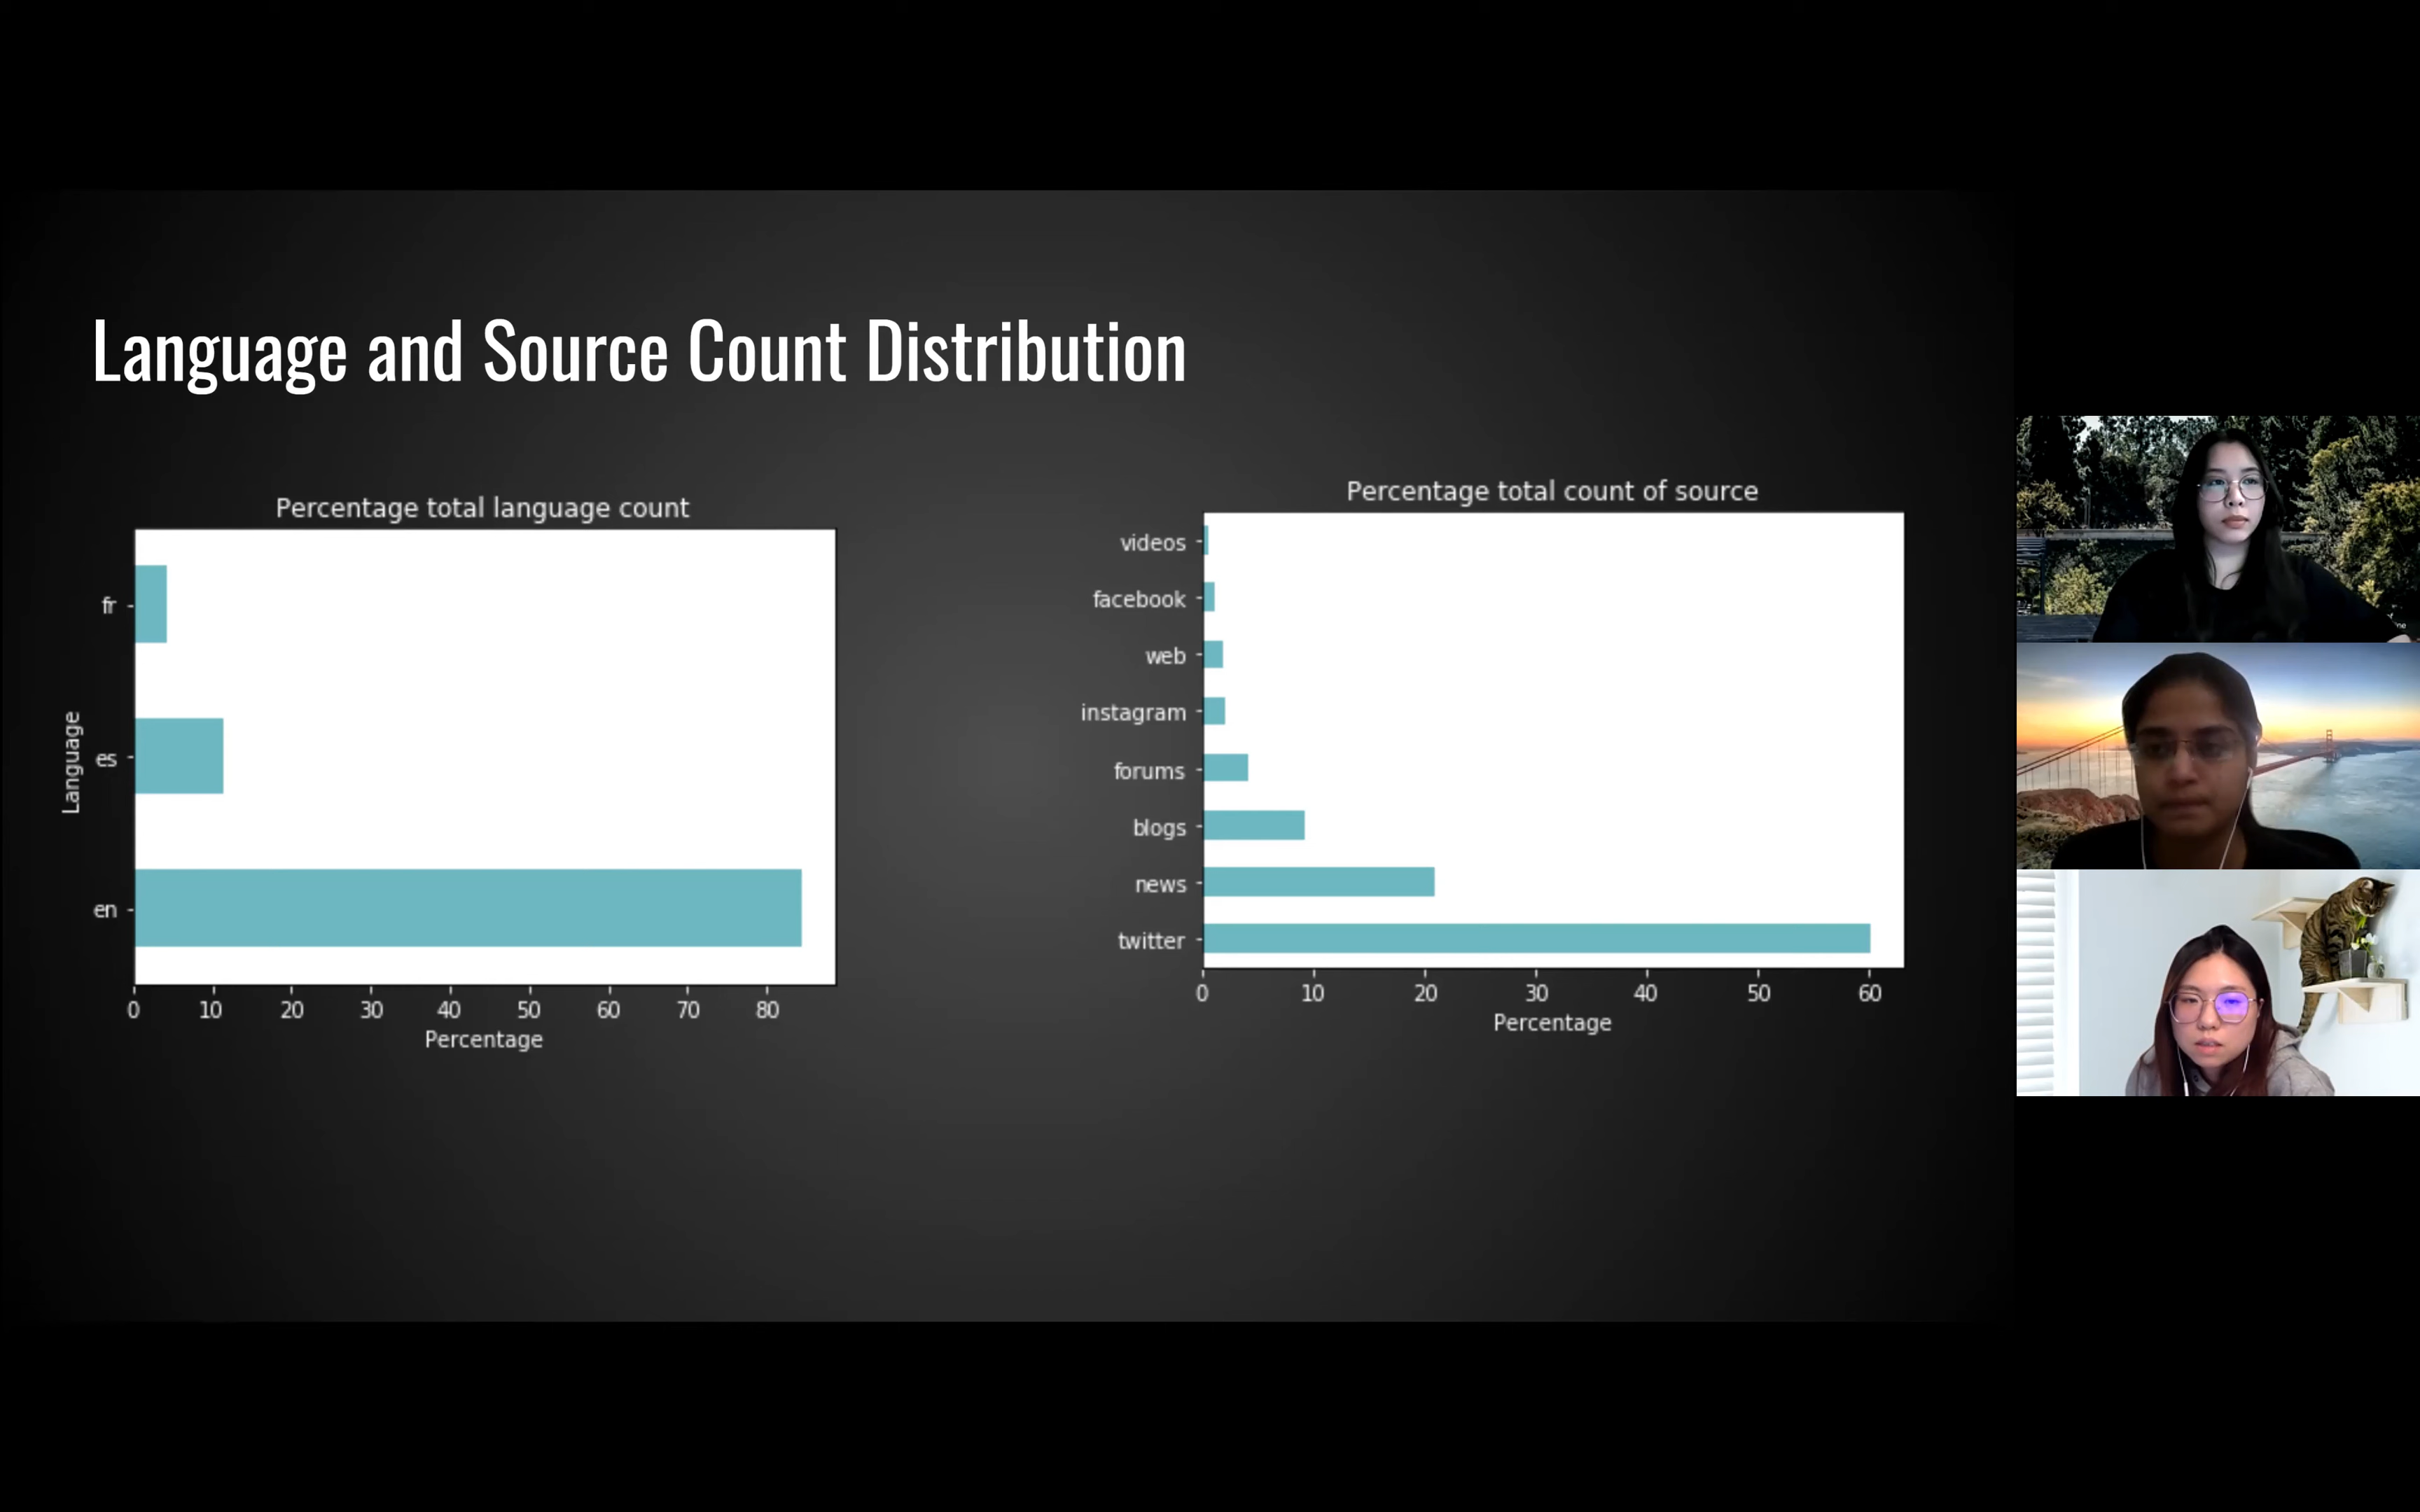 Language and Source Count Distribution
Percentage total language count
Language
fr
es
en
0 10 20 30 40 50 60 70 80
Percentage
Percentage total count of source
videos
facebook
web
instagram
forums
blogs
news
twitter
0 10 20 30 40 50 60
Percentage